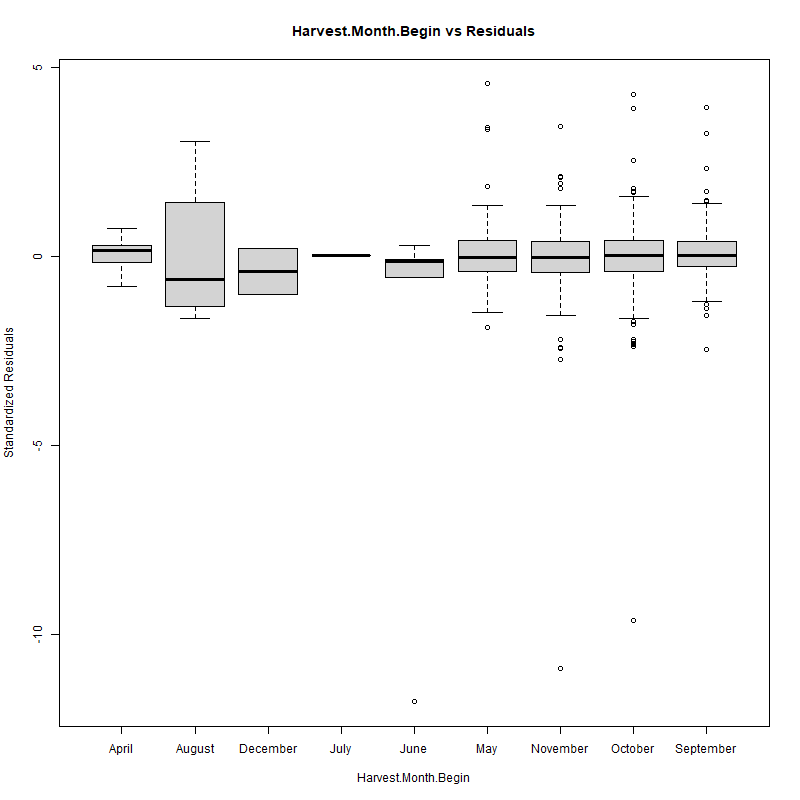 Harvest.Month.Begin vs Residuals
Standardized Residuals
5
0
-5
-10
April August December July June May November October September
Harvest.Month.Begin